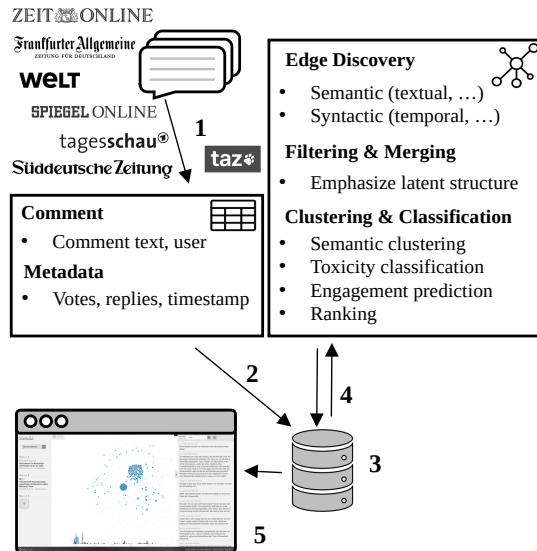 ZEIT ONLINE
Frankfurter Allgemeine
ZEITUNG FÜR DEUTSCHLAND
WELT
SPIEGEL ONLINE
tagesschau
Süddeutsche Zeitung
taz
1
Comment
• Comment text, user
Metadata
• Votes, replies, timestamp
Edge Discovery
• Semantic (textual, …)
• Syntactic (temporal, …)
Filtering & Merging
• Emphasize latent structure
Clustering & Classification
• Semantic clustering
• Toxicity classification
• Engagement prediction
• Ranking
2
4
3
5